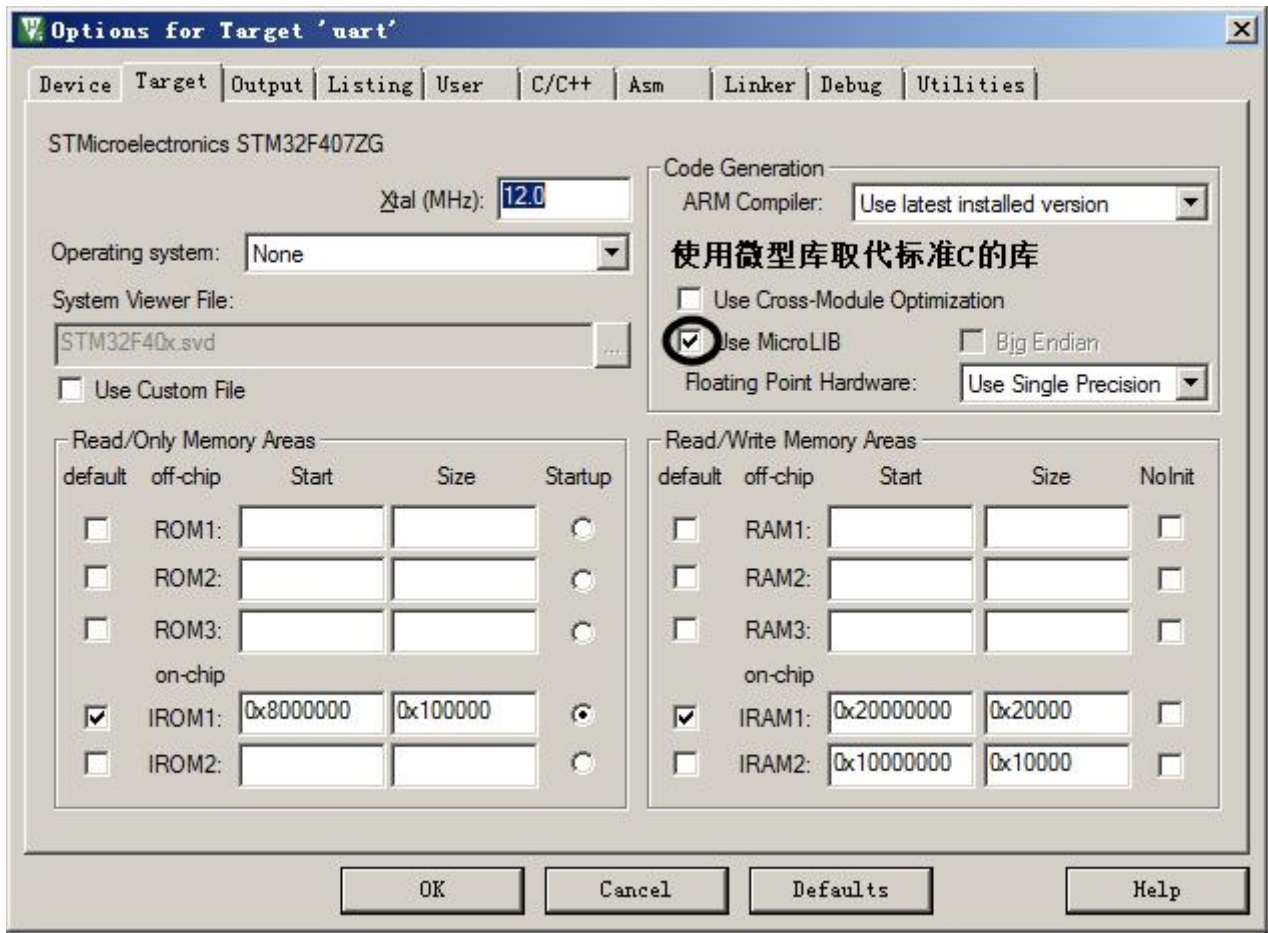 Options for Target 'uart'
Device Target Output Listing User C/C++ Asm Linker Debug Utilities
STMicroelectronics STM32F407ZG
Xtal (MHz): 12.0
Operating system: None
System Viewer File:
STM32F40x.svd ...
Use Custom File
Code Generation
ARM Compiler: Use latest installed version
使用微型库取代标准C的库
Use Cross-Module Optimization
Use MicroLIB Big Endian
Floating Point Hardware: Use Single Precision
Read/Only Memory Areas
default off-chip Start Size Startup
ROM1:
ROM2:
ROM3:
on-chip
IROM1: 0x8000000 0x100000
IROM2:
Read/Write Memory Areas
default off-chip Start Size NoInit
RAM1:
RAM2:
RAM3:
on-chip
IRAM1: 0x20000000 0x20000
IRAM2: 0x10000000 0x10000
OK Cancel Defaults Help